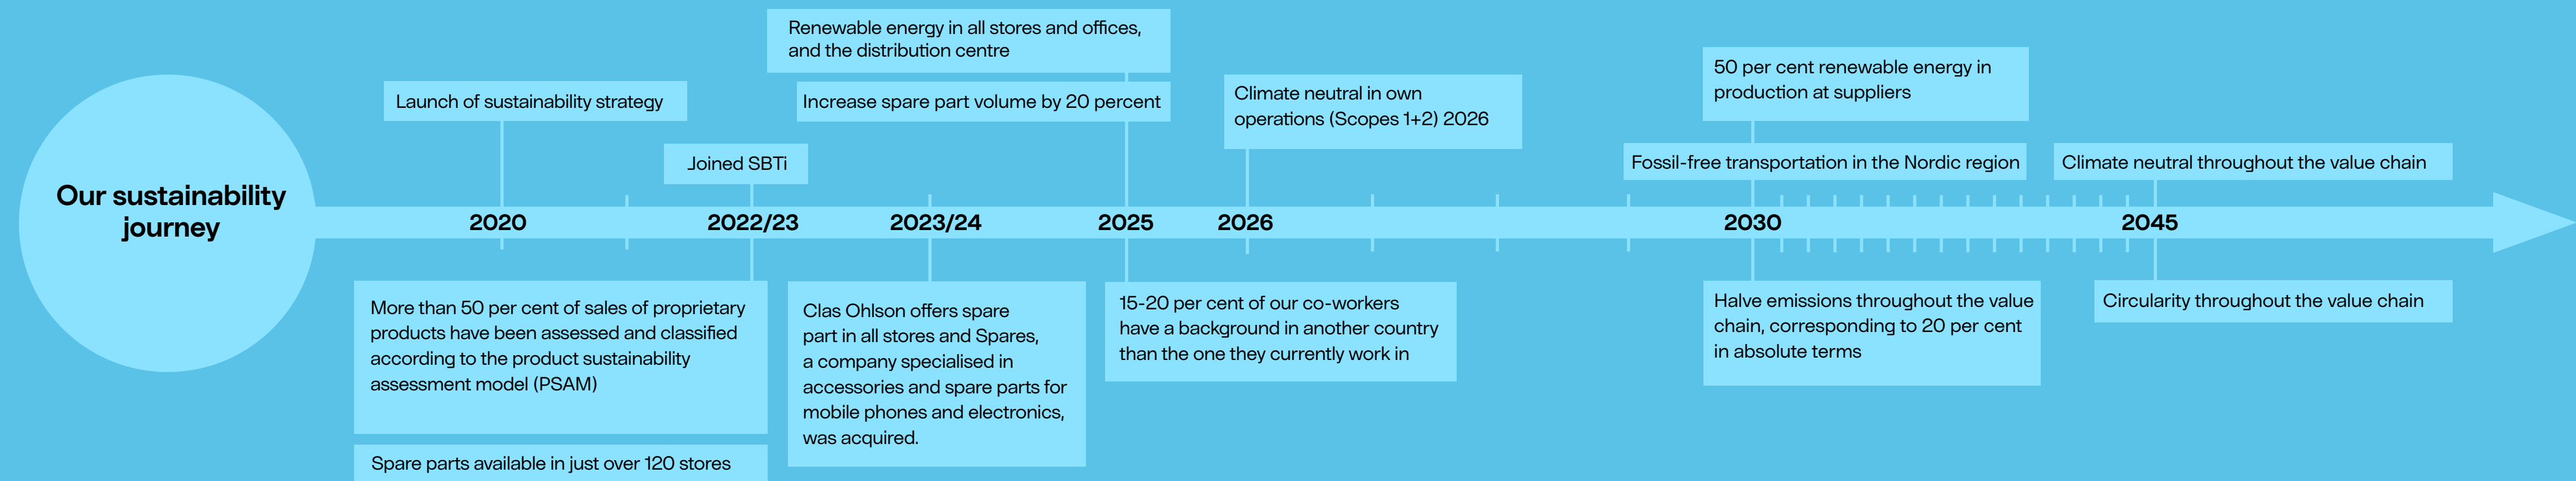 Our sustainability
journey
Launch of sustainability strategy
2020
Joined SBTi
2022/23
More than 50 per cent of sales of proprietary
products have been assessed and classified
according to the product sustainability
assessment model (PSAM)
Spare parts available in just over 120 stores
2023/24
Clas Ohlson offers spare
part in all stores and Spares,
a company specialised in
accessories and spare parts for
mobile phones and electronics,
was acquired.
Renewable energy in all stores and offices,
and the distribution centre
Increase spare part volume by 20 percent
2025
15-20 per cent of our co-workers
have a background in another country
than the one they currently work in
Climate neutral in own
operations (Scopes 1+2) 2026
2026
50 per cent renewable energy in
production at suppliers
Fossil-free transportation in the Nordic region
2030
Halve emissions throughout the value
chain, corresponding to 20 per cent
in absolute terms
Climate neutral throughout the value chain
2045
Circularity throughout the value chain